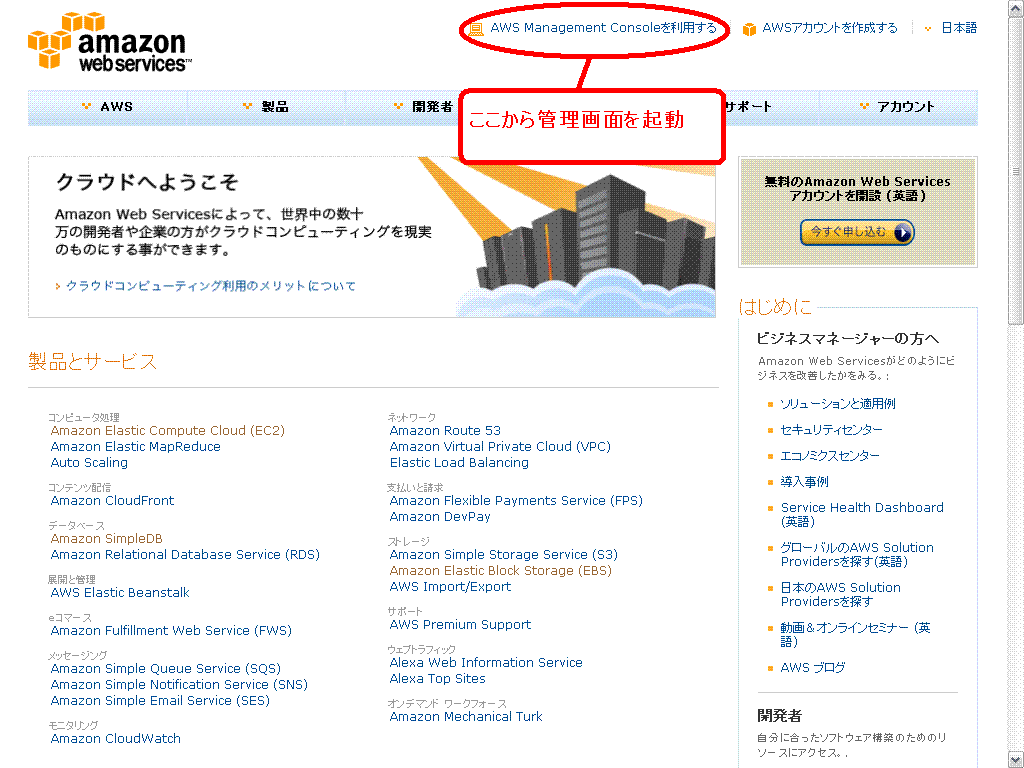 amazon
webservices™
AWS Management Consoleを利用する
AWSアカウントを作成する
日本語
AWS
製品
開発者
サポート
アカウント
ここから管理画面を起動
クラウドへようこそ
Amazon Web Servicesによって、世界中の数十
万の開発者や企業の方がクラウドコンピューティングを現実
のものにする事ができます。
クラウドコンピューティング利用のメリットについて
無料のAmazon Web Services
アカウントを開設 (英語)
今すぐ申し込む
製品とサービス
コンピュータ処理
Amazon Elastic Compute Cloud (EC2)
Amazon Elastic MapReduce
Auto Scaling
コンテンツ配信
Amazon CloudFront
データベース
Amazon SimpleDB
Amazon Relational Database Service (RDS)
展開と管理
AWS Elastic Beanstalk
eコマース
Amazon Fulfillment Web Service (FWS)
メッセージング
Amazon Simple Queue Service (SQS)
Amazon Simple Notification Service (SNS)
Amazon Simple Email Service (SES)
モニタリング
Amazon CloudWatch
ネットワーク
Amazon Route 53
Amazon Virtual Private Cloud (VPC)
Elastic Load Balancing
支払いと請求
Amazon Flexible Payments Service (FPS)
Amazon DevPay
ストレージ
Amazon Simple Storage Service (S3)
Amazon Elastic Block Storage (EBS)
AWS Import/Export
サポート
AWS Premium Support
ウェブトラフィック
Alexa Web Information Service
Alexa Top Sites
オンデマンド ワークフォース
Amazon Mechanical Turk
はじめに
ビジネスマネージャーの方へ
Amazon Web Servicesがどのようにビ
ジネスを改善したかをみる。:
ソリューションと適用例
セキュリティセンター
エコノミクスセンター
導入事例
Service Health Dashboard
(英語)
グローバルのAWS Solution
Providersを探す(英語)
日本のAWS Solution
Providersを探す
動画＆オンラインセミナー (英
語)
AWS ブログ
開発者
自分に合ったソフトウェア構築のためのリ
ソースにアクセス。.